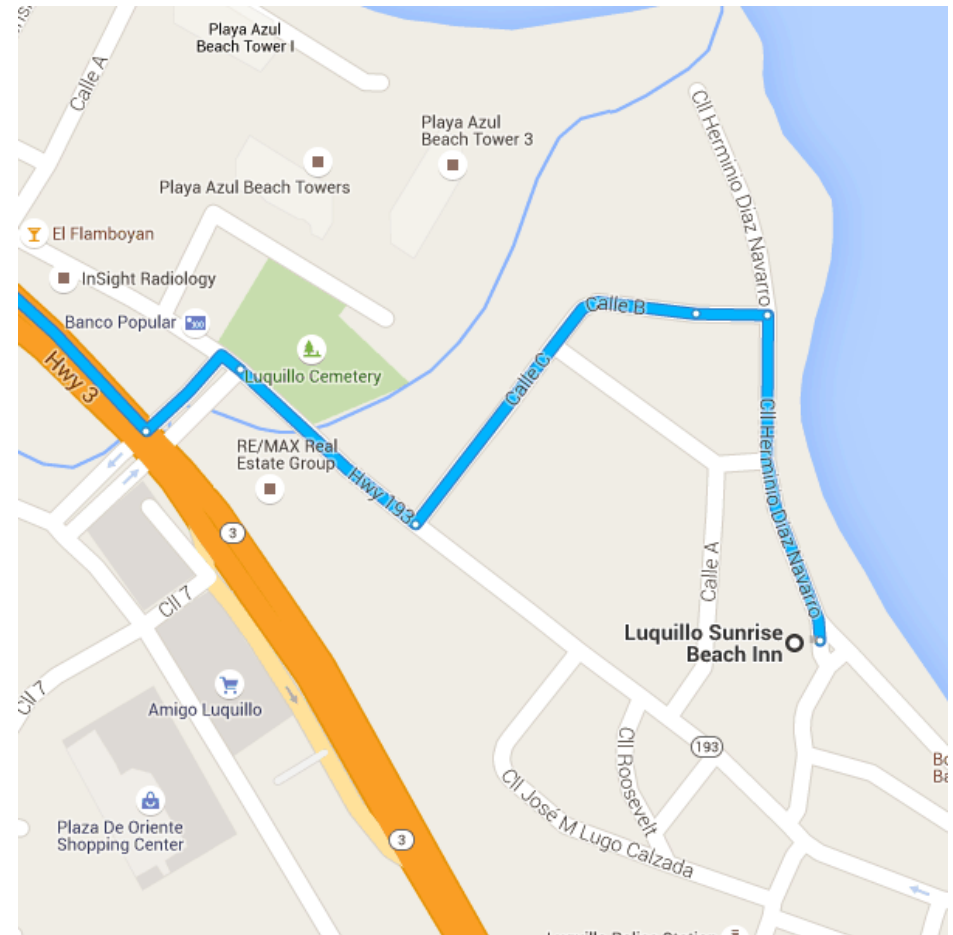 Playa Azul
Beach Tower I
Calle A
Cll Herminio Diaz Navarro
Playa Azul
Beach Tower 3
Playa Azul Beach Towers
El Flamboyan
InSight Radiology
Banco Popular
Calle B
Hwy 3
Luquillo Cemetery
Calle C
RE/MAX Real
Estate Group
Hwy 193
Cll Herminio Diaz Navarro
3
Calle A
Cll 7
Luquillo Sunrise
Beach Inn
Cll 7
Amigo Luquillo
193
Cll Roosevelt
Cll José M Lugo Calzada
Plaza De Oriente
Shopping Center
3